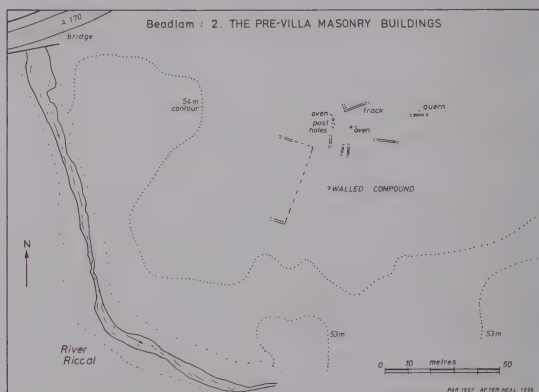 Beadlam : 2. THE PRE-VILLA MASONRY BUILDINGS
A 170
bridge
54 m
contour
oven
post
holes
track
oven
quern
?WALLED COMPOUND
N
River
Riccal
53m
53m
0 10 metres 50
PAR 1997 AFTER NEAL 1996